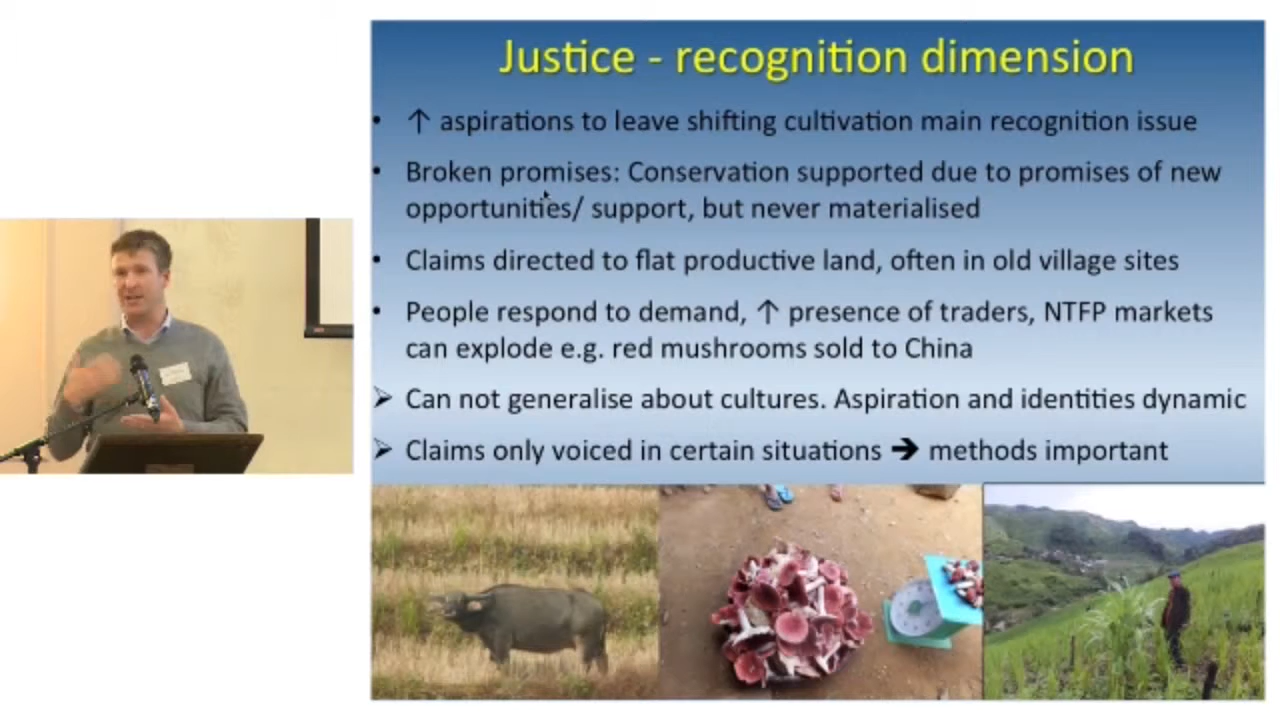 Justice - recognition dimension
• ↑ aspirations to leave shifting cultivation main recognition issue
• Broken promises: Conservation supported due to promises of new
opportunities/ support, but never materialised
• Claims directed to flat productive land, often in old village sites
• People respond to demand, ↑ presence of traders, NTFP markets
can explode e.g. red mushrooms sold to China
➢ Can not generalise about cultures. Aspiration and identities dynamic
➢ Claims only voiced in certain situations ➔ methods important